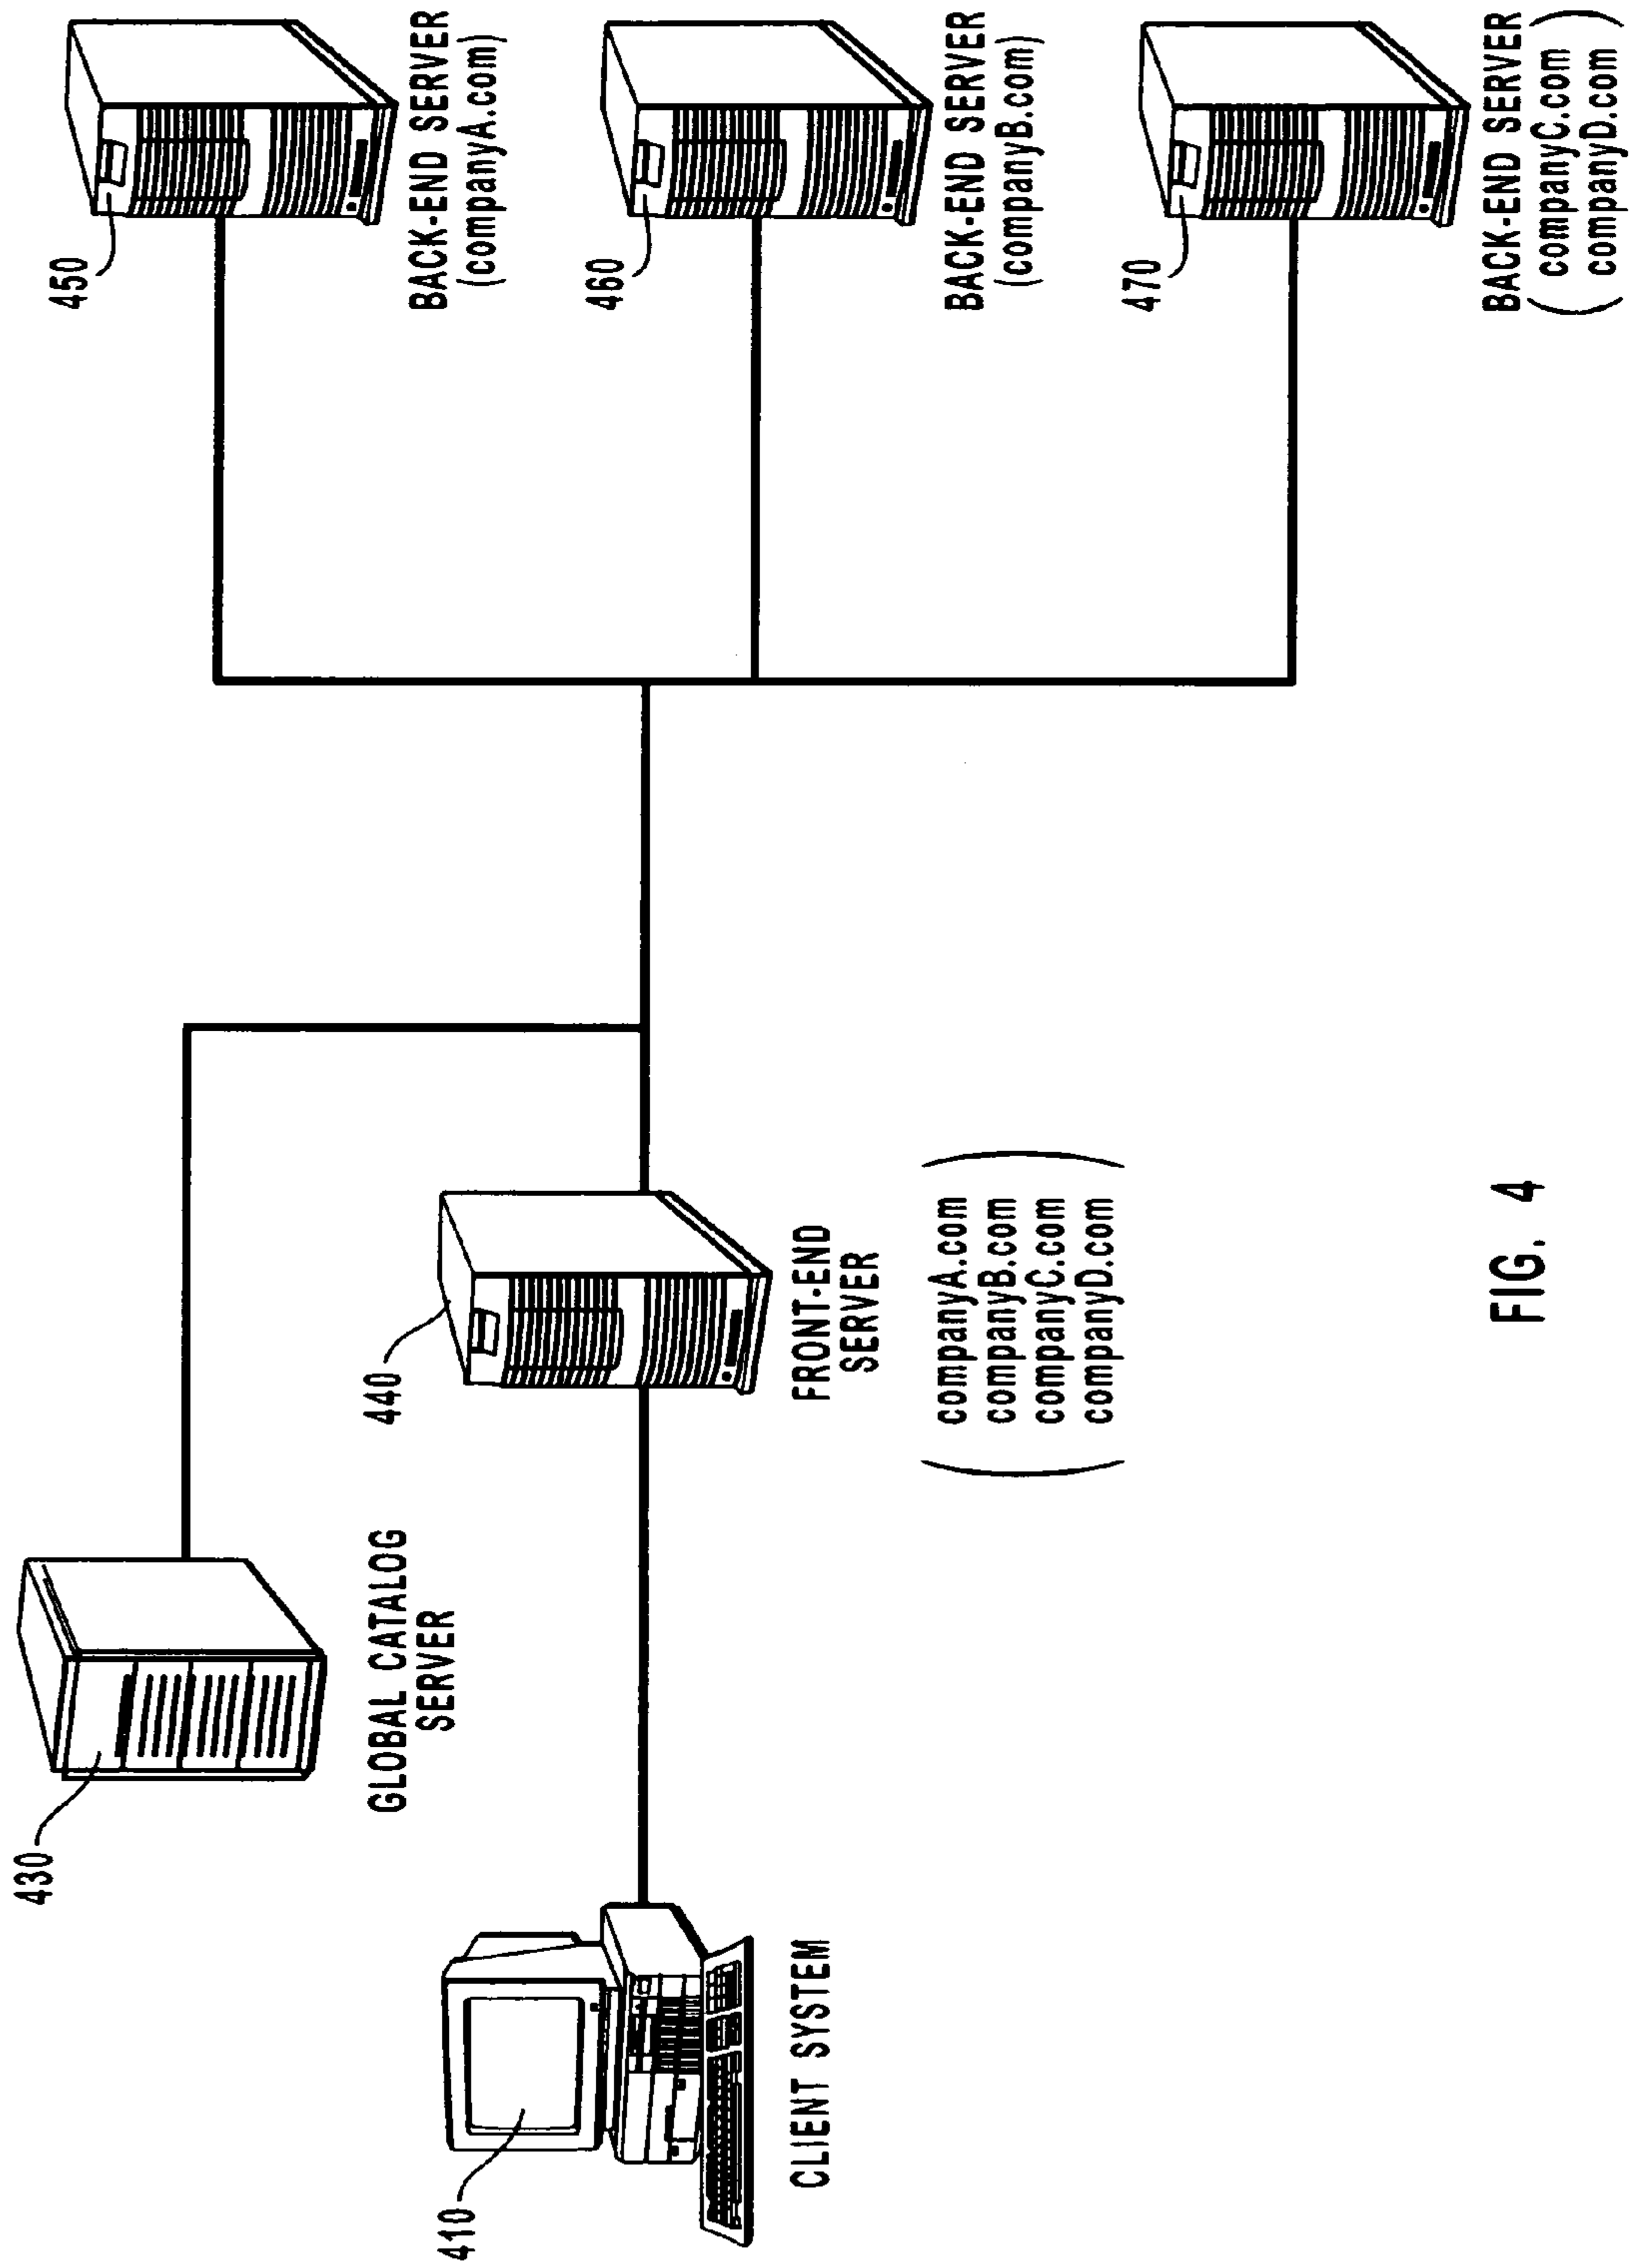 430
GLOBAL CATALOG
SERVER
410
CLIENT SYSTEM
440
FRONT-END
SERVER
companyA.com
companyB.com
companyC.com
companyD.com
450
BACK-END SERVER
(companyA.com)
460
BACK-END SERVER
(companyB.com)
470
BACK-END SERVER
(companyC.com
companyD.com)
FIG. 4